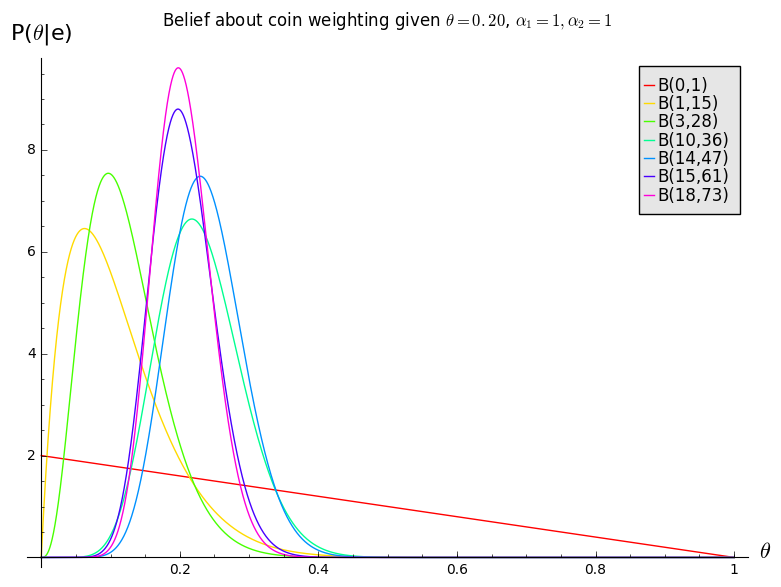 Belief about coin weighting given θ = 0.20, α₁ = 1, α₂ = 1
P(θ|e)
B(0,1)
B(1,15)
B(3,28)
B(10,36)
B(14,47)
B(15,61)
B(18,73)
8
6
4
2
0.2 0.4 0.6 0.8 1
θ